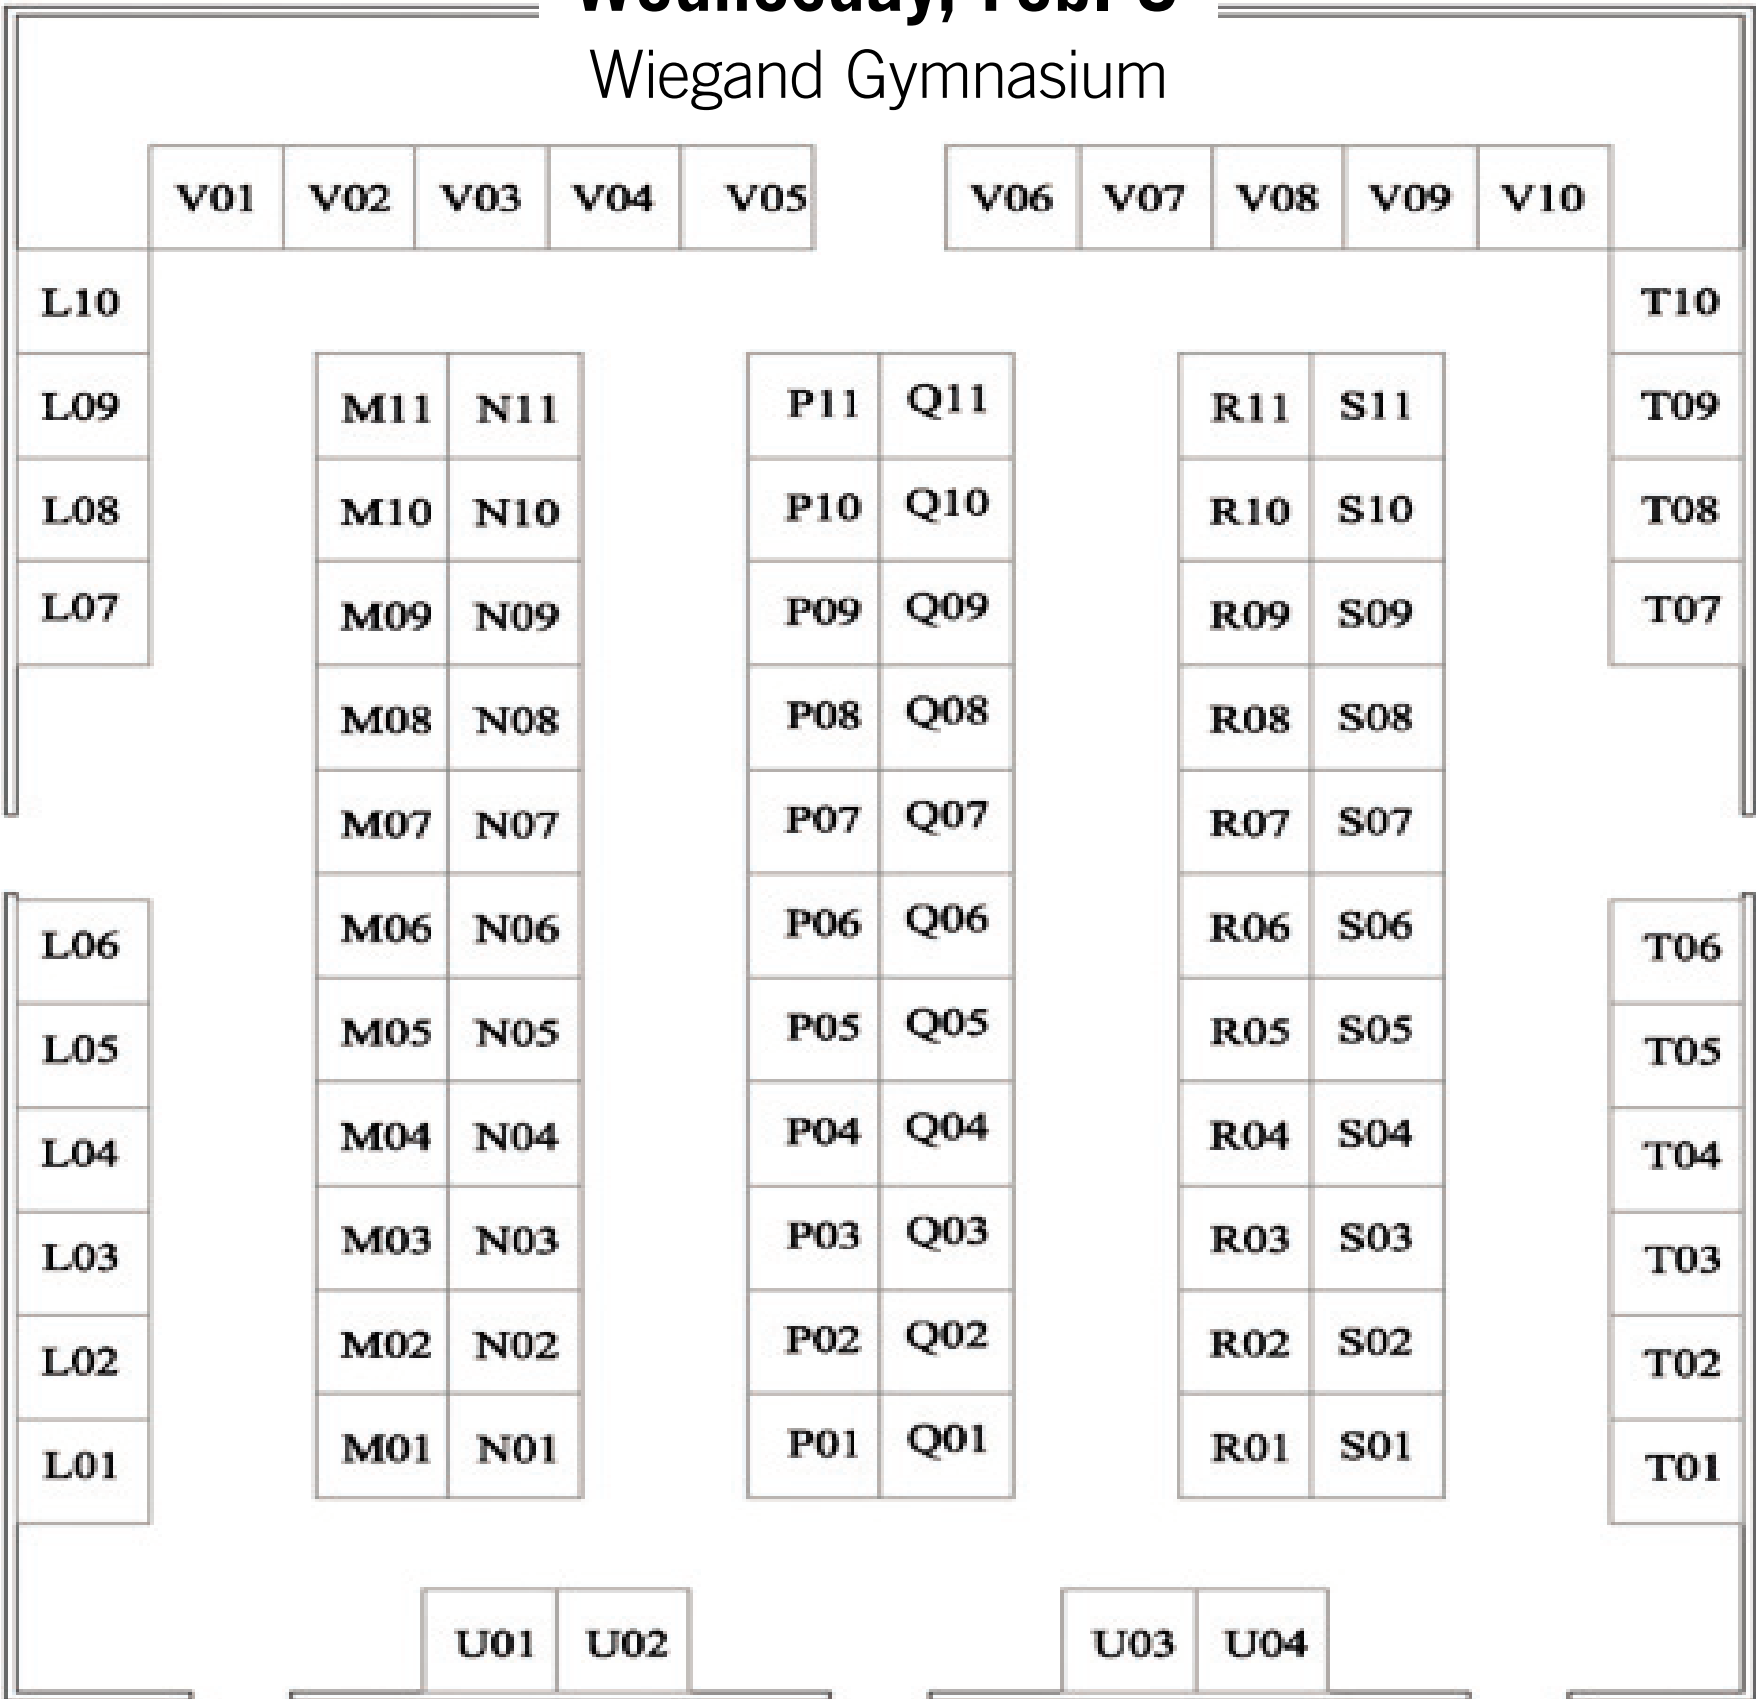 Wednesday, Feb.
Wiegand Gymnasium
V01 V02 V03 V04 V05 V06 V07 V08 V09 V10
L10 T10
L09 M11 N11 P11 Q11 R11 S11 T09
L08 M10 N10 P10 Q10 R10 S10 T08
L07 M09 N09 P09 Q09 R09 S09 T07
M08 N08 P08 Q08 R08 S08
M07 N07 P07 Q07 R07 S07
L06 M06 N06 P06 Q06 R06 S06 T06
L05 M05 N05 P05 Q05 R05 S05 T05
L04 M04 N04 P04 Q04 R04 S04 T04
L03 M03 N03 P03 Q03 R03 S03 T03
L02 M02 N02 P02 Q02 R02 S02 T02
L01 M01 N01 P01 Q01 R01 S01 T01
U01 U02 U03 U04